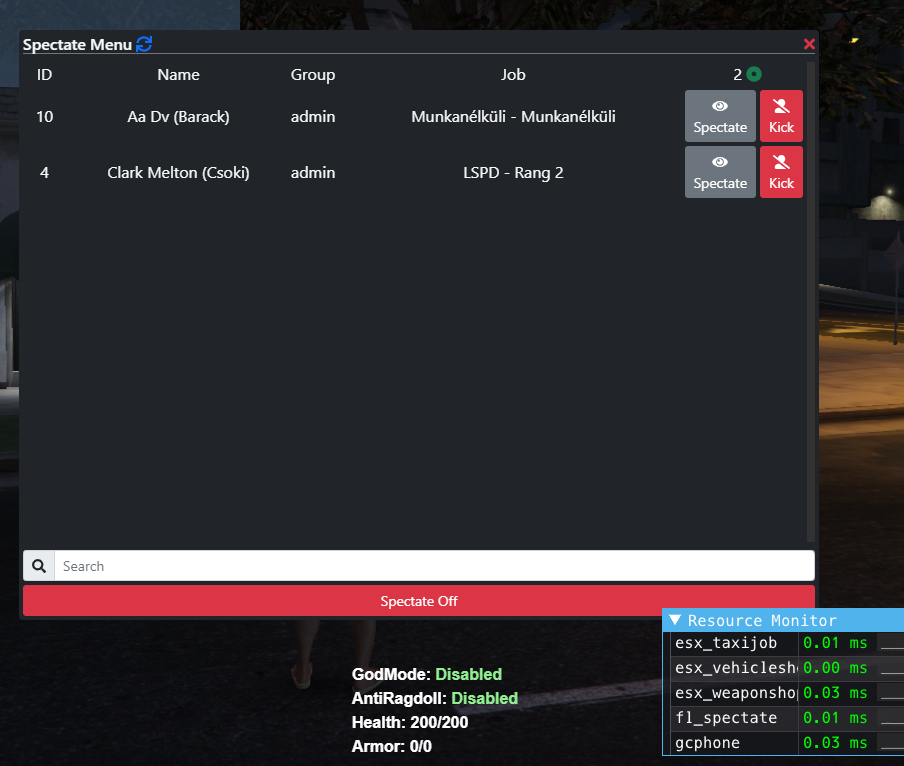 Spectate Menu
ID Name Group Job 2
10 Aa Dv (Barack) admin Munkanélküli - Munkanélküli Spectate Kick
4 Clark Melton (Csoki) admin LSPD - Rang 2 Spectate Kick
Search
Spectate Off
Resource Monitor
esx_taxijob 0.01 ms
esx_vehiclesh 0.00 ms
esx_weaponshop 0.03 ms
fl_spectate 0.01 ms
gcphone 0.03 ms
GodMode: Disabled
AntiRagdoll: Disabled
Health: 200/200
Armor: 0/0